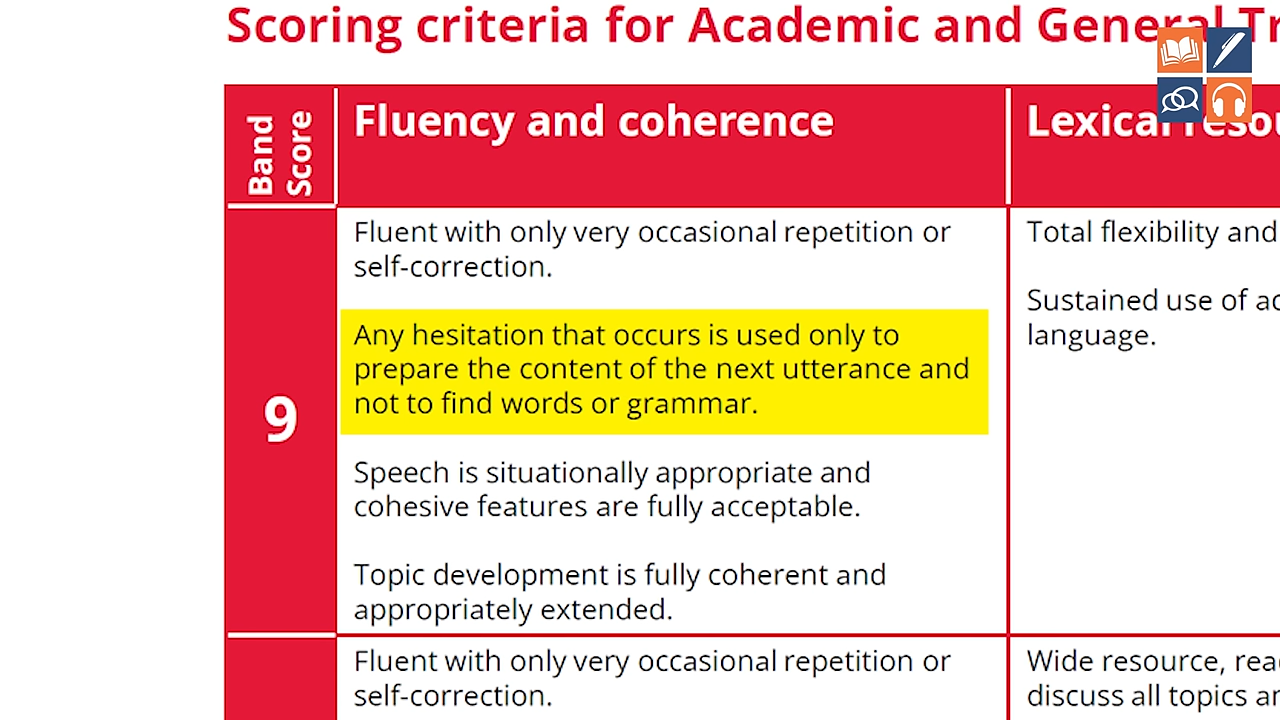 Scoring criteria for Academic and General
Band
Score
Fluency and coherence
Lexical
9
Fluent with only very occasional repetition or
self-correction.
Any hesitation that occurs is used only to
prepare the content of the next utterance and
not to find words or grammar.
Speech is situationally appropriate and
cohesive features are fully acceptable.
Topic development is fully coherent and
appropriately extended.
Total flexibility and
Sustained use of
language.
Fluent with only very occasional repetition or
self-correction.
Wide resource,
discuss all topics